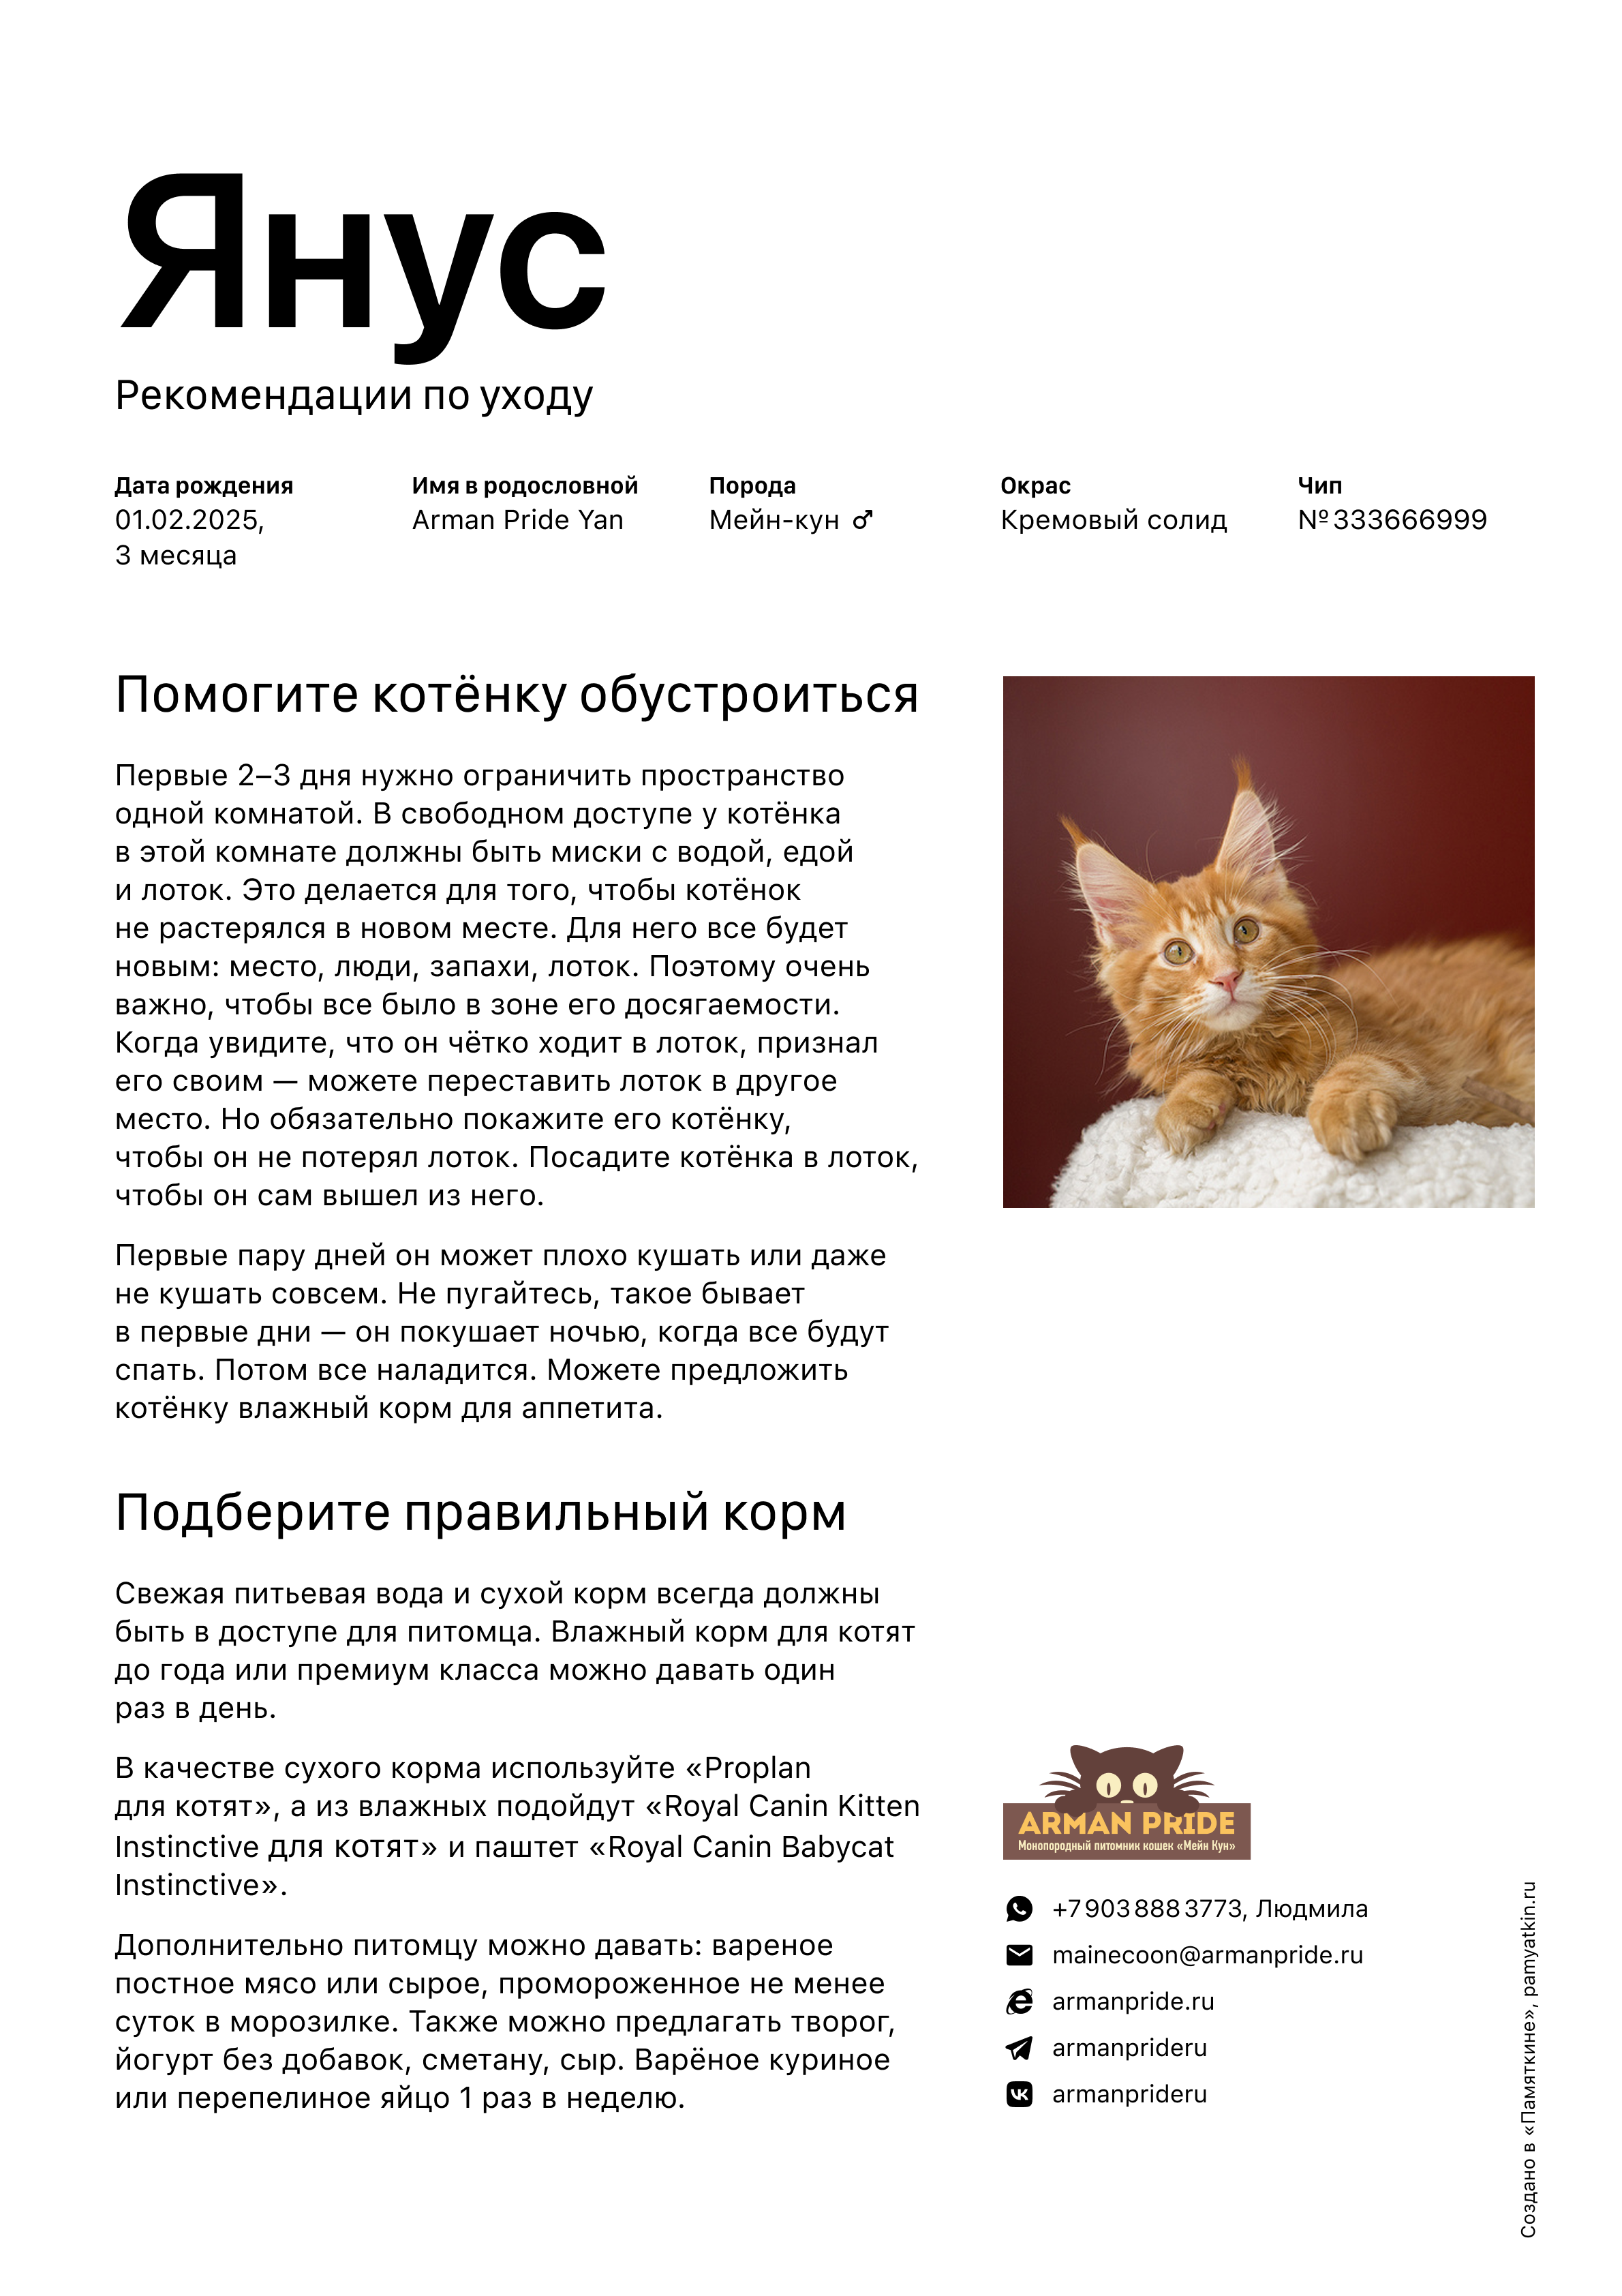 Янус
Рекомендации по уходу
Дата рождения
01.02.2025,
3 месяца
Имя в родословной
Arman Pride Yan
Порода
Мейн-кун ♂
Окрас
Кремовый солид
Чип
№ 333666999
Помогите котёнку обустроиться
Первые 2–3 дня нужно ограничить пространство
одной комнатой. В свободном доступе у котёнка
в этой комнате должны быть миски с водой, едой
и лоток. Это делается для того, чтобы котёнок
не растерялся в новом месте. Для него все будет
новым: место, люди, запахи, лоток. Поэтому очень
важно, чтобы все было в зоне его досягаемости.
Когда увидите, что он чётко ходит в лоток, признал
его своим — можете переставить лоток в другое
место. Но обязательно покажите его котёнку,
чтобы он не потерял лоток. Посадите котёнка в лоток,
чтобы он сам вышел из него.
Первые пару дней он может плохо кушать или даже
не кушать совсем. Не пугайтесь, такое бывает
в первые дни — он покушает ночью, когда все будут
спать. Потом все наладится. Можете предложить
котёнку влажный корм для аппетита.
Подберите правильный корм
Свежая питьевая вода и сухой корм всегда должны
быть в доступе для питомца. Влажный корм для котят
до года или премиум класса можно давать один
раз в день.
В качестве сухого корма используйте «Proplan
для котят», а из влажных подойдут «Royal Canin Kitten
Instinctive для котят» и паштет «Royal Canin Babycat
Instinctive».
Дополнительно питомцу можно давать: вареное
постное мясо или сырое, промороженное не менее
суток в морозилке. Также можно предлагать творог,
йогурт без добавок, сметану, сыр. Варёное куриное
или перепелиное яйцо 1 раз в неделю.
ARMAN PRIDE
Монопородный питомник кошек «Мейн Кун»
+7 903 888 3773, Людмила
mainecoon@armanpride.ru
armanpride.ru
armanprideru
armanprideru
Создано в «Памяткине», pamyatkin.ru